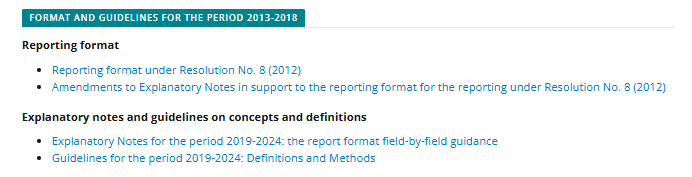 FORMAT AND GUIDELINES FOR THE PERIOD 2013-2018
Reporting format
• Reporting format under Resolution No. 8 (2012)
• Amendments to Explanatory Notes in support to the reporting format for the reporting under Resolution No. 8 (2012)
Explanatory notes and guidelines on concepts and definitions
• Explanatory Notes for the period 2019-2024: the report format field-by-field guidance
• Guidelines for the period 2019-2024: Definitions and Methods